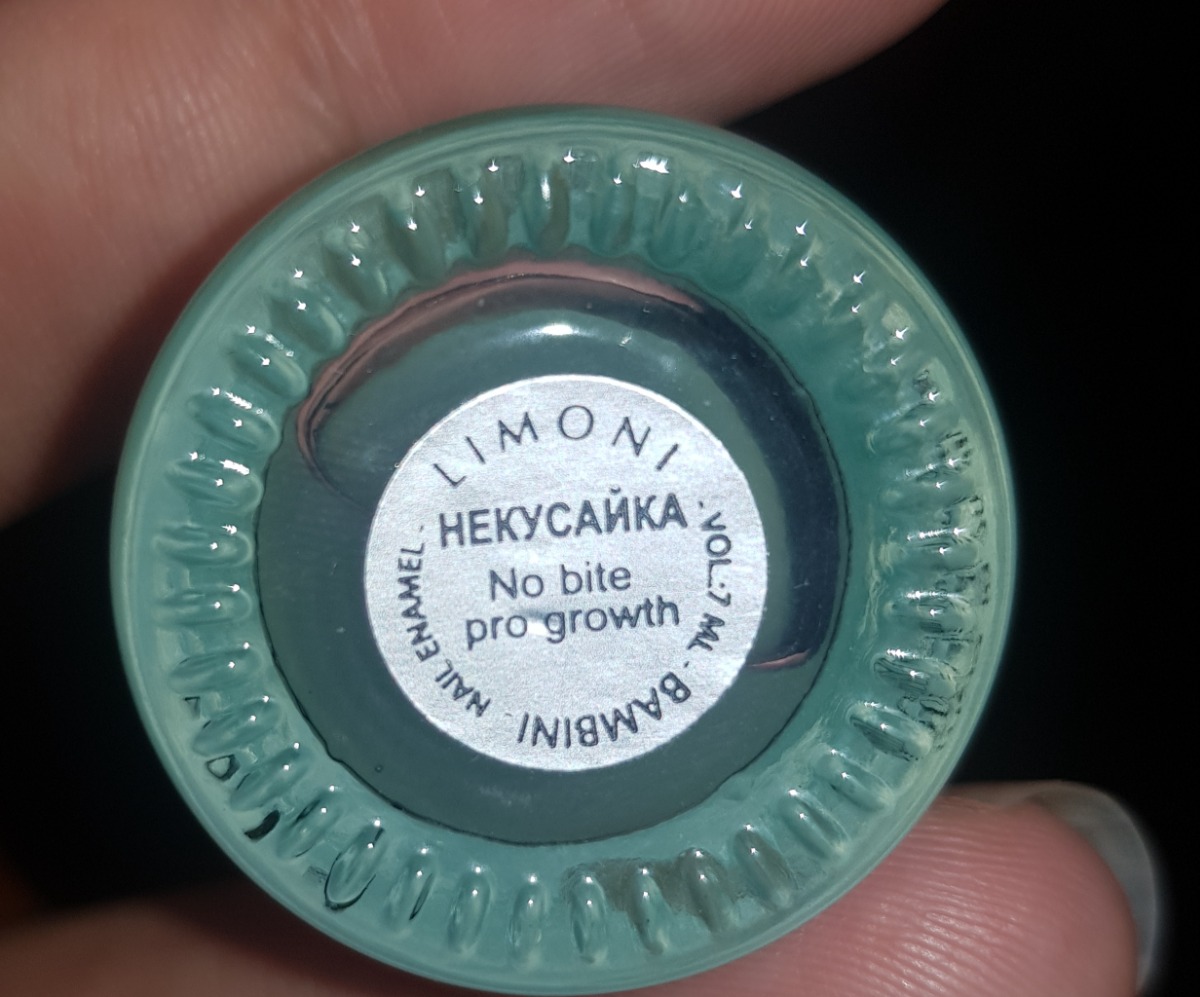 LIMONI
НЕКУСАЙКА
No bite
pro growth
· VOL.:7 ML · BAMBINI · NAIL ENAMEL ·